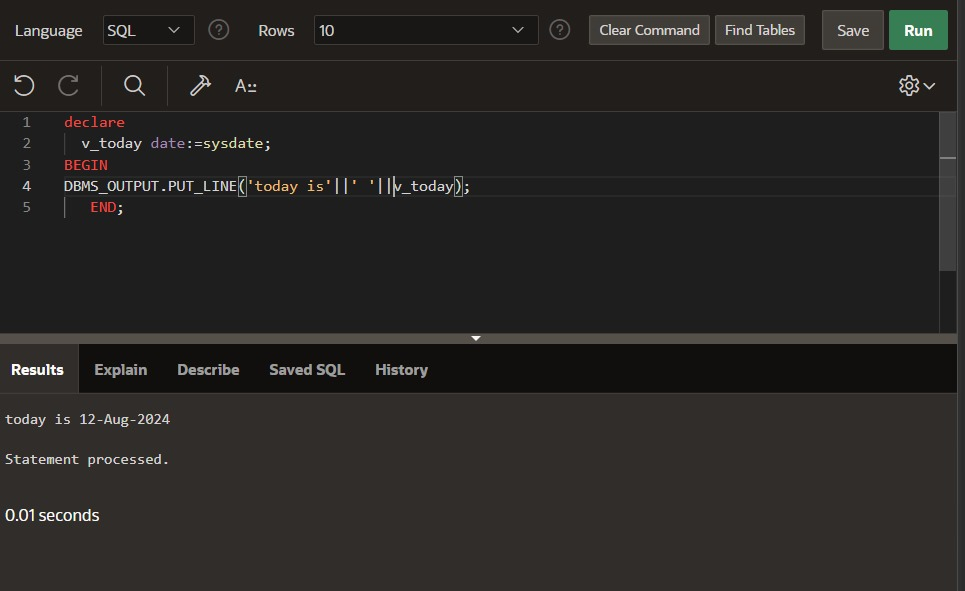 Language SQL ? Rows 10 ? Clear Command Find Tables Save Run
A::
1 declare
2 v_today date:=sysdate;
3 BEGIN
4 DBMS_OUTPUT.PUT_LINE('today is'||' '||v_today);
5 END;
Results Explain Describe Saved SQL History
today is 12-Aug-2024
Statement processed.
0.01 seconds